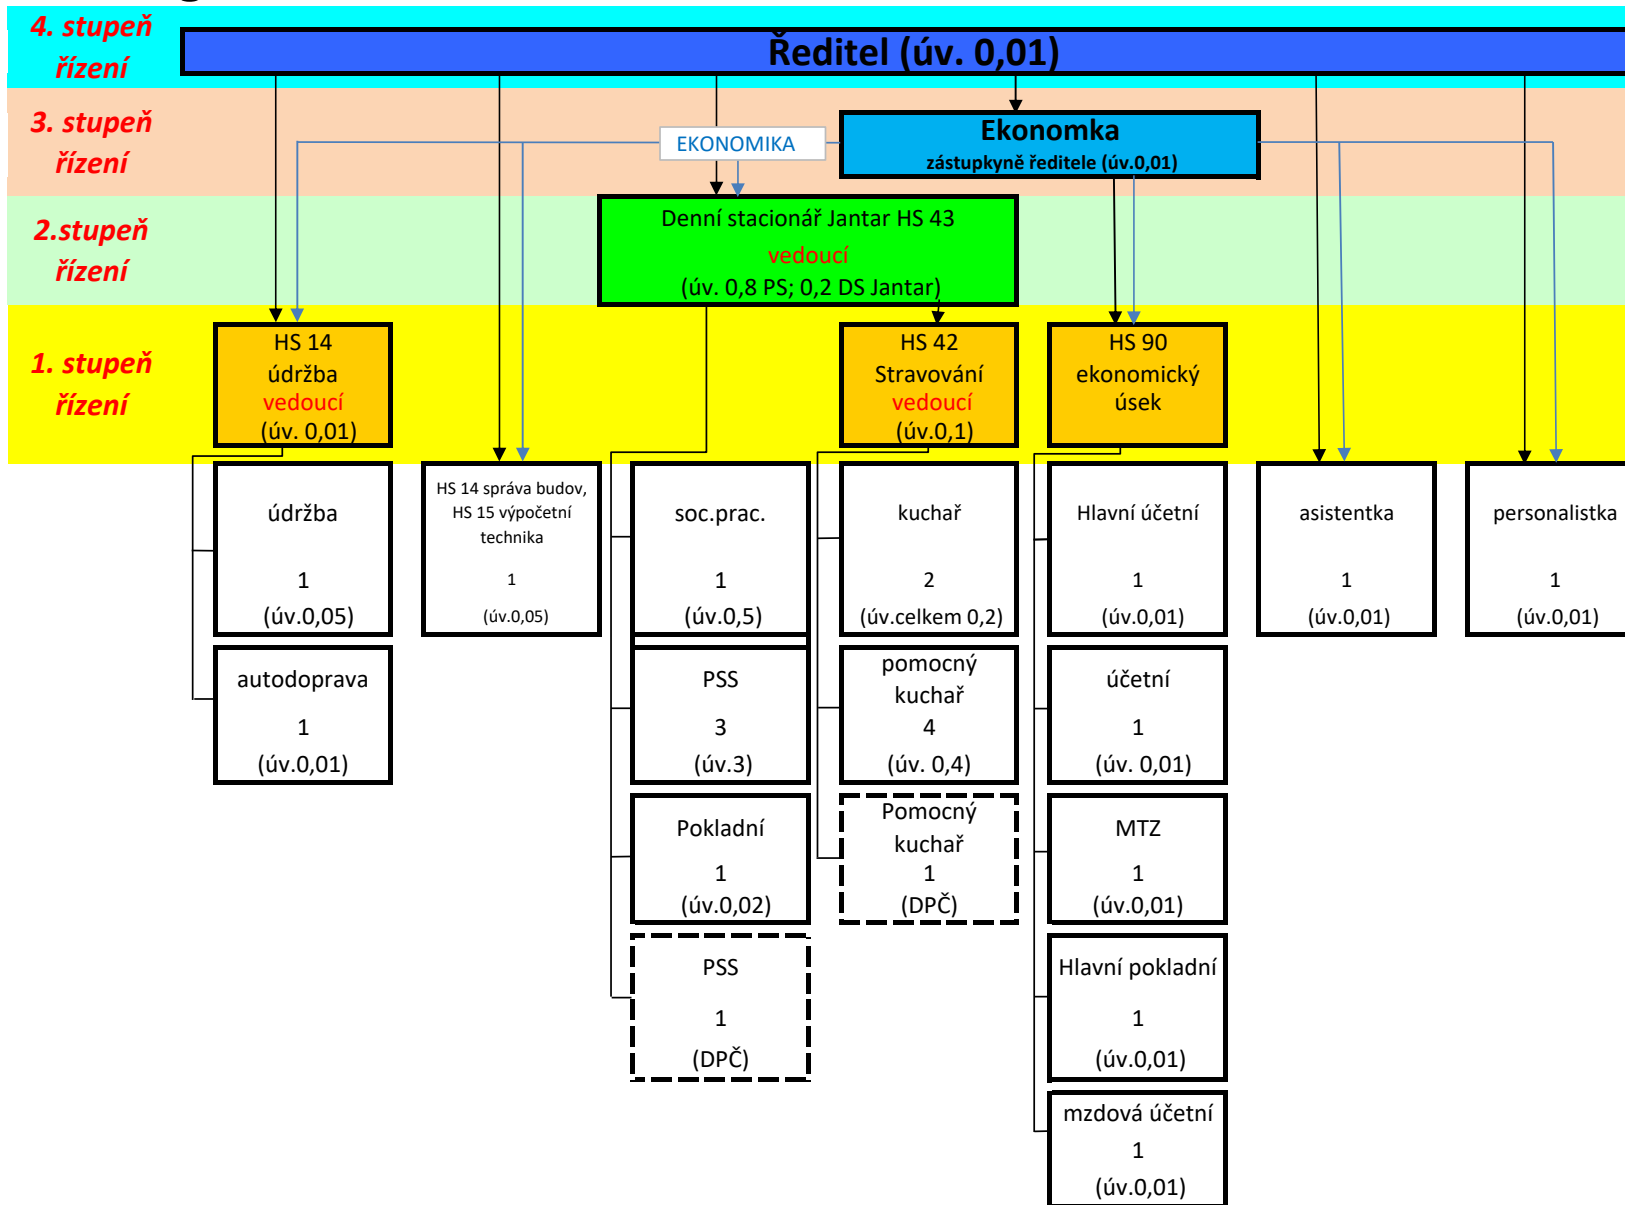 4. stupeň
řízení
Ředitel (úv. 0,01)
3. stupeň
řízení
EKONOMIKA
Ekonomka
zástupkyně ředitele (úv.0,01)
2.stupeň
řízení
Denní stacionář Jantar HS 43
vedoucí
(úv. 0,8 PS; 0,2 DS Jantar)
1. stupeň
řízení
HS 14
údržba
vedoucí
(úv. 0,01)
HS 42
Stravování
vedoucí
(úv.0,1)
HS 90
ekonomický
úsek
údržba
1
(úv.0,05)
HS 14 správa budov,
HS 15 výpočetní
technika
1
(úv.0,05)
soc.prac.
1
(úv.0,5)
kuchař
2
(úv.celkem 0,2)
Hlavní účetní
1
(úv.0,01)
asistentka
1
(úv.0,01)
personalistka
1
(úv.0,01)
autodoprava
1
(úv.0,01)
PSS
3
(úv.3)
pomocný
kuchař
4
(úv. 0,4)
účetní
1
(úv. 0,01)
Pokladní
1
(úv.0,02)
Pomocný
kuchař
1
(DPČ)
MTZ
1
(úv.0,01)
PSS
1
(DPČ)
Hlavní pokladní
1
(úv.0,01)
mzdová účetní
1
(úv.0,01)